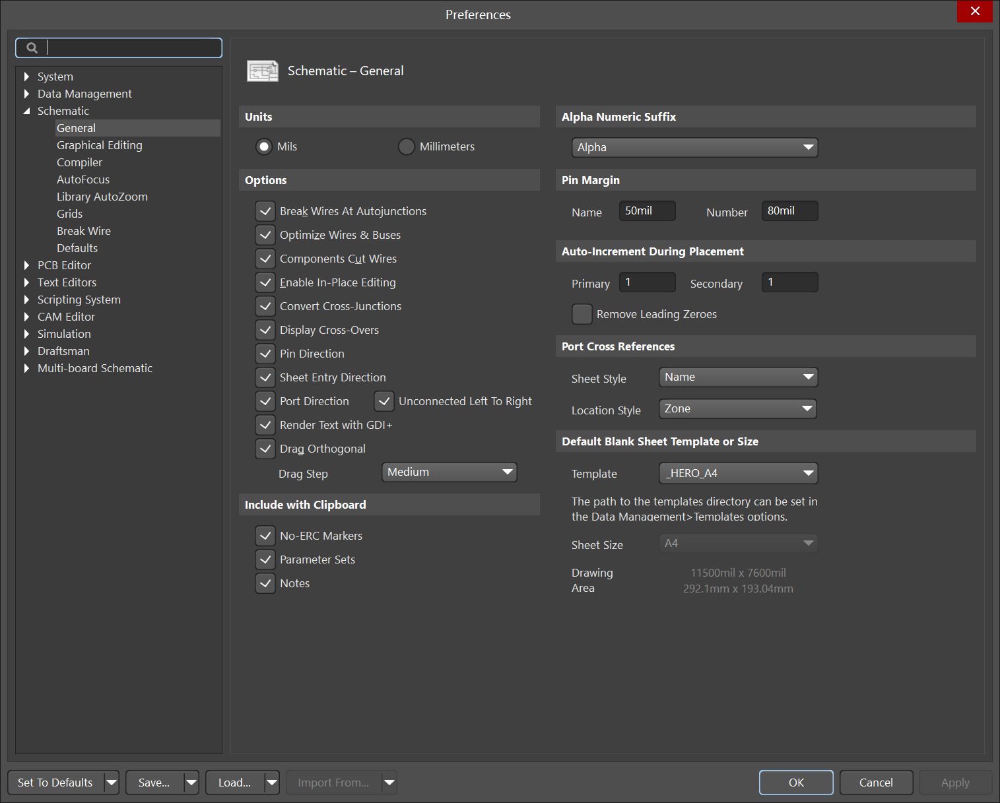 Preferences
System
Data Management
Schematic
General
Graphical Editing
Compiler
AutoFocus
Library AutoZoom
Grids
Break Wire
Defaults
PCB Editor
Text Editors
Scripting System
CAM Editor
Simulation
Draftsman
Multi-board Schematic
Schematic – General
Units
Mils Millimeters
Options
Break Wires At Autojunctions
Optimize Wires & Buses
Components Cut Wires
Enable In-Place Editing
Convert Cross-Junctions
Display Cross-Overs
Pin Direction
Sheet Entry Direction
Port Direction Unconnected Left To Right
Render Text with GDI+
Drag Orthogonal
Drag Step Medium
Include with Clipboard
No-ERC Markers
Parameter Sets
Notes
Alpha Numeric Suffix
Alpha
Pin Margin
Name 50mil Number 80mil
Auto-Increment During Placement
Primary 1 Secondary 1
Remove Leading Zeroes
Port Cross References
Sheet Style Name
Location Style Zone
Default Blank Sheet Template or Size
Template _HERO_A4
The path to the templates directory can be set in
the Data Management>Templates options.
Sheet Size A4
Drawing 11500mil x 7600mil
Area 292.1mm x 193.04mm
Set To Defaults Save... Load... Import From... OK Cancel Apply